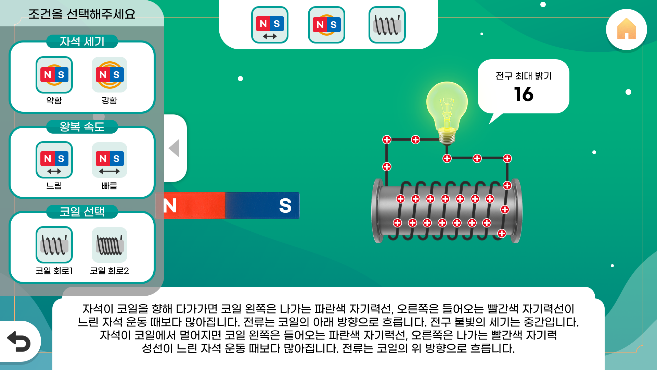 조건을 선택해주세요
자석 세기
N S
N S
약함
강함
왕복 속도
N S
N S
느림
빠름
코일 선택
코일 회로1
코일 회로2
N S
N S
전구 최대 밝기
16
N
S
자석이 코일을 향해 다가가면 코일 왼쪽은 나가는 파란색 자기력선, 오른쪽은 들어오는 빨간색 자기력선이
느린 자석 운동 때보다 많아집니다. 전류는 코일의 아래 방향으로 흐릅니다. 전구 불빛의 세기는 중간입니다.
자석이 코일에서 멀어지면 코일 왼쪽은 들어오는 파란색 자기력선, 오른쪽은 나가는 빨간색 자기력
성선이 느린 자석 운동 때보다 많아집니다. 전류는 코일의 위 방향으로 흐릅니다.